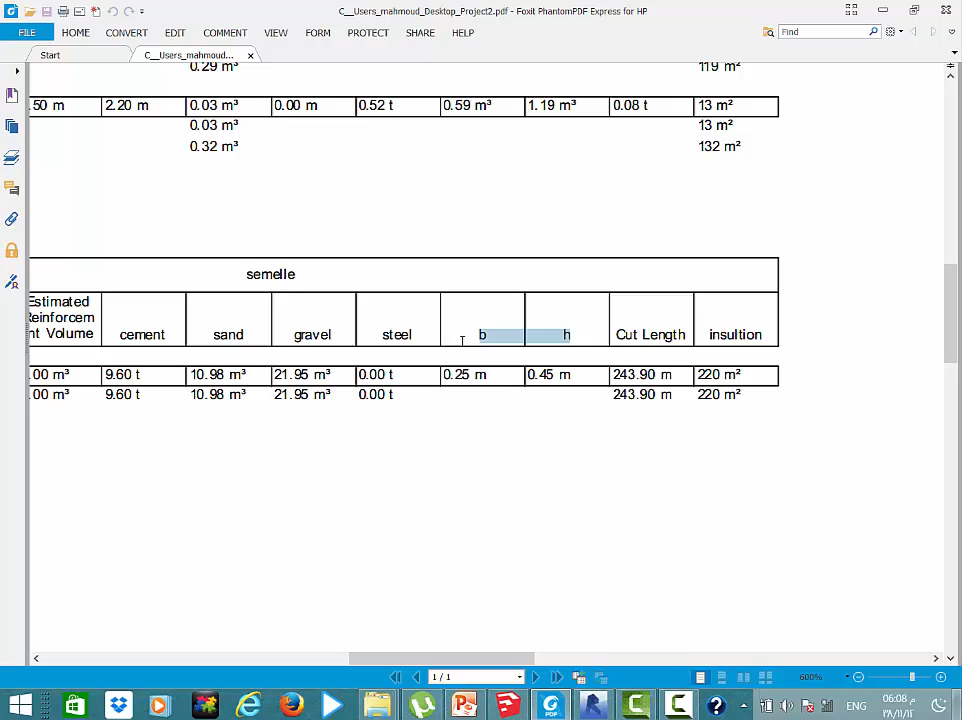 C__Users_mahmoud_Desktop_Project2.pdf - Foxit PhantomPDF Express for HP
FILE HOME CONVERT EDIT COMMENT VIEW FORM PROTECT SHARE HELP Find
Start C__Users_mahmoud...
0.29 m³ 119 m²
.50 m 2.20 m 0.03 m³ 0.00 m 0.52 t 0.59 m³ 1.19 m³ 0.08 t 13 m²
0.03 m³ 13 m²
0.32 m³ 132 m²
semelle
Estimated
Reinforcem
nt Volume cement sand gravel steel b h Cut Length insultion
.00 m³ 9.60 t 10.98 m³ 21.95 m³ 0.00 t 0.25 m 0.45 m 243.90 m 220 m²
.00 m³ 9.60 t 10.98 m³ 21.95 m³ 0.00 t 243.90 m 220 m²
1 / 1 600%
ENG 06:08 م